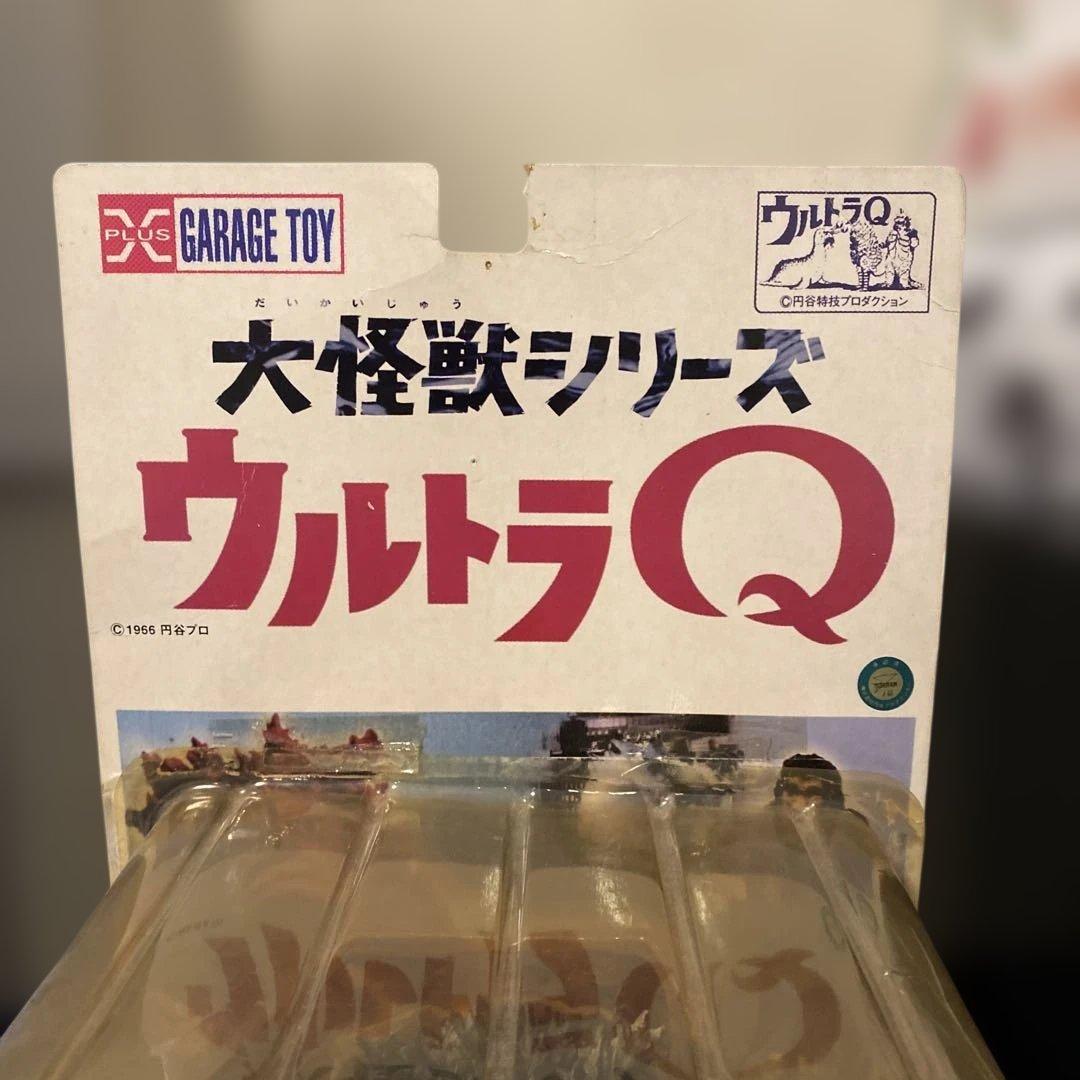 X PLUS GARAGE TOY
ウルトラQ
©円谷特技プロダクション
だいかいじゅう
大怪獣シリーズ
ウルトラQ
©1966 円谷プロ